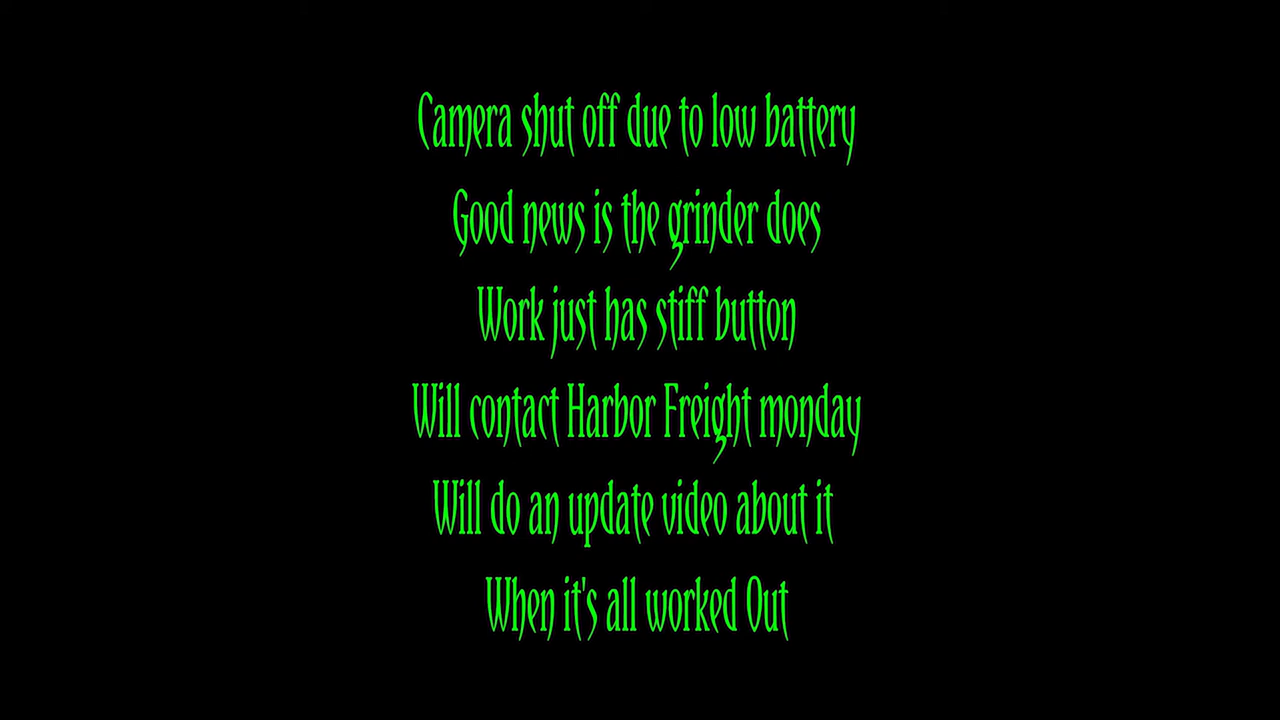 Camera shut off due to low battery
Good news is the grinder does
Work just has stiff button
Will contact Harbor Freight monday
Will do an update video about it
When it's all worked Out